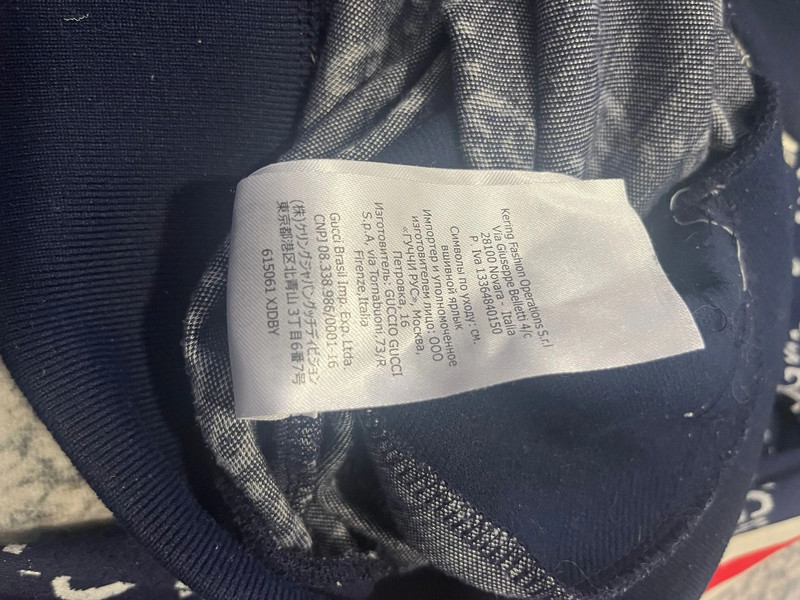 Kering Fashion Operations S.r.l
Via Giuseppe Belletti 4/c
28100 Novara - Italia
P. Iva 13364840150
Символы по уходу: см.
вшивной ярлык
Импортер и уполномоченное
изготовителем лицо: ООО
«ГУЧЧИ РУС», Москва,
Петровка, 16
Изготовитель: GUCCIO GUCCI
S.p.A. via Tornabuoni,73/R
Firenze,Italia
Gucci Brasil Imp. Exp. Ltda.
CNPJ 08.338.986/0001-16
(株)ケリングジャパングッチディビジョン
東京都港区北青山 3丁目6番7号
615061 XJDBY